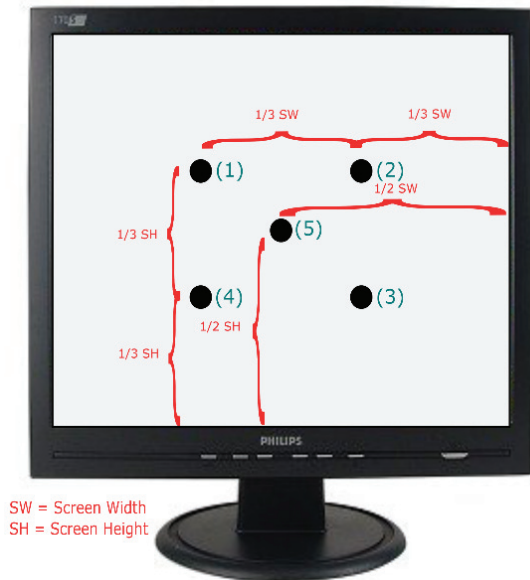 1/3 SW
1/3 SW
(1)
(2)
1/2 SW
(5)
1/3 SH
(4)
(3)
1/2 SH
1/3 SH
PHILIPS
SW = Screen Width
SH = Screen Height